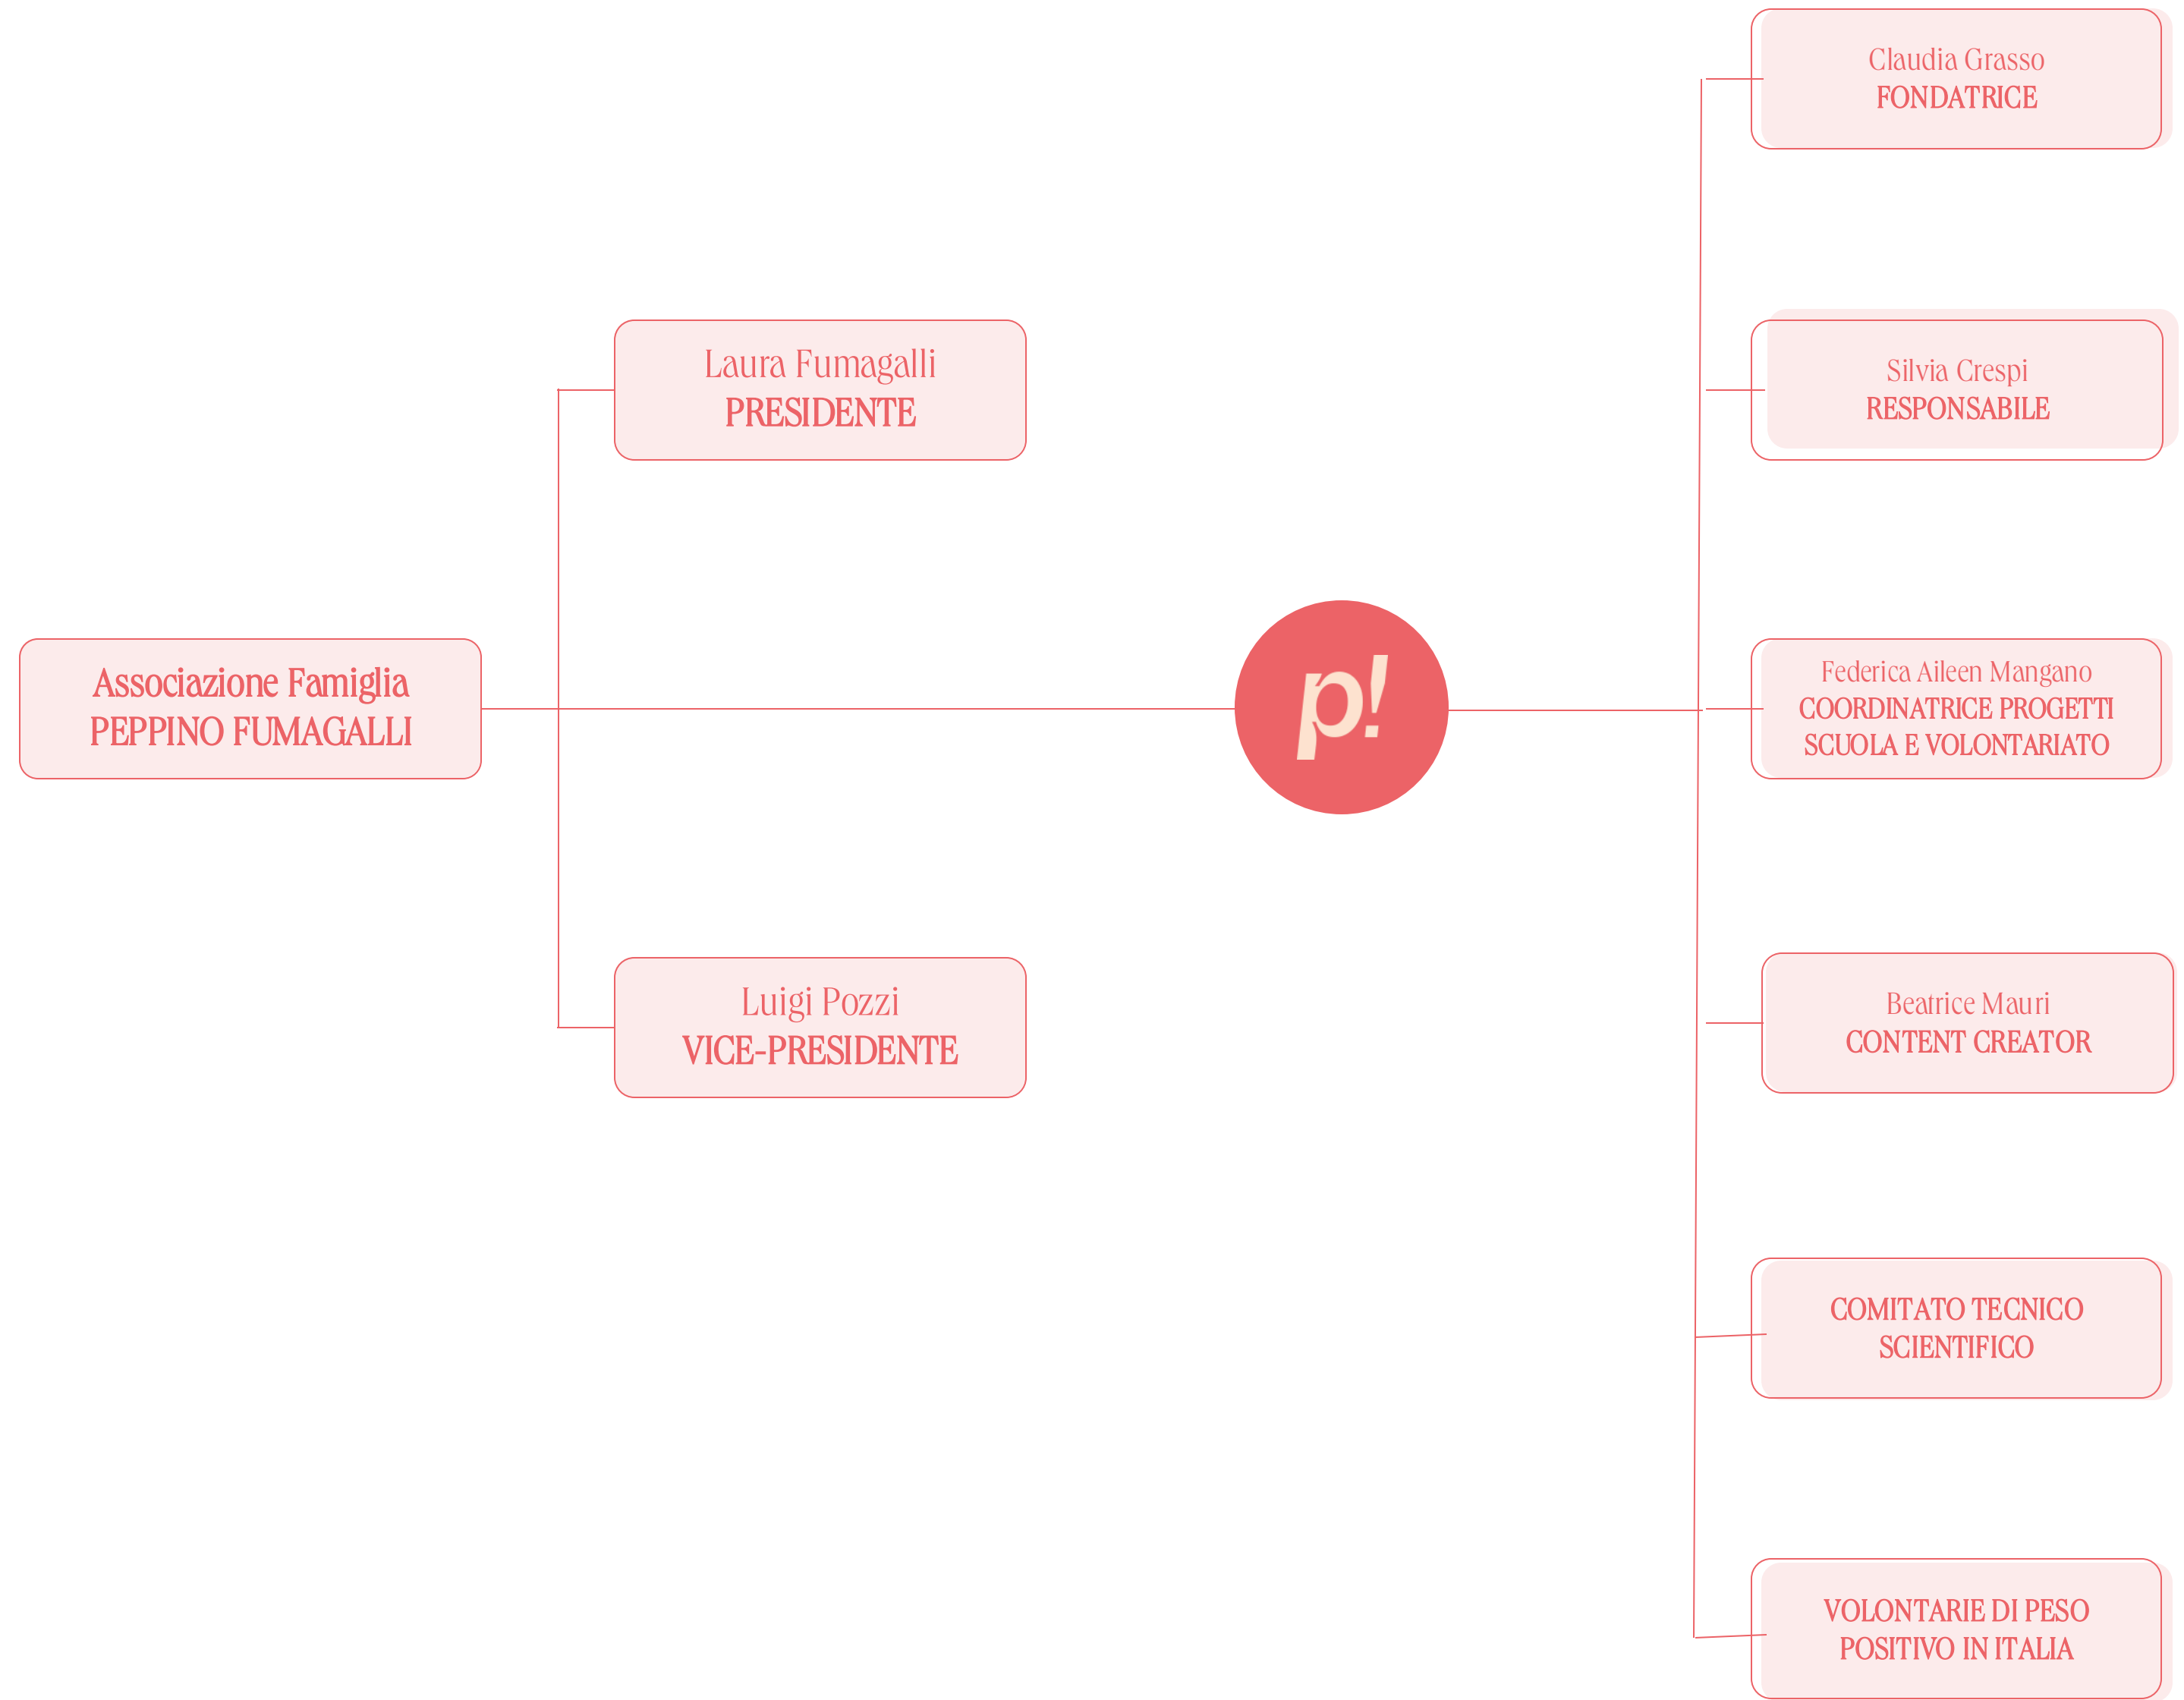 Associazione Famiglia
PEPPINO FUMAGALLI
Laura Fumagalli
PRESIDENTE
Luigi Pozzi
VICE-PRESIDENTE
p!
Claudia Grasso
FONDATRICE
Silvia Crespi
RESPONSABILE
Federica Aileen Mangano
COORDINATRICE PROGETTI
SCUOLA E VOLONTARIATO
Beatrice Mauri
CONTENT CREATOR
COMITATO TECNICO
SCIENTIFICO
VOLONTARIE DI PESO
POSITIVO IN ITALIA